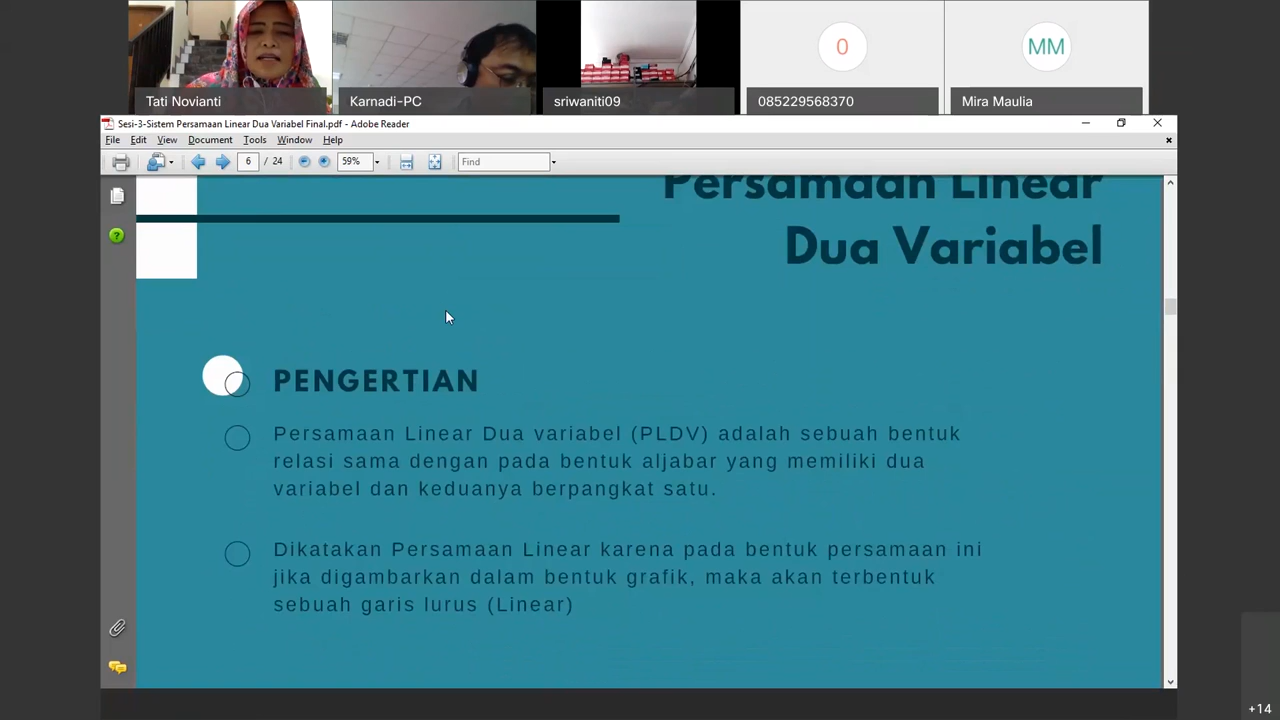 0
MM
Tati Novianti
Karnadi-PC
sriwaniti09
085229568370
Mira Maulia
Sesi-3-Sistem Persamaan Linear Dua Variabel Final.pdf - Adobe Reader
File Edit View Document Tools Window Help
6 / 24 59% Find
Persamaan Linear
Dua Variabel
PENGERTIAN
Persamaan Linear Dua variabel (PLDV) adalah sebuah bentuk
relasi sama dengan pada bentuk aljabar yang memiliki dua
variabel dan keduanya berpangkat satu.
Dikatakan Persamaan Linear karena pada bentuk persamaan ini
jika digambarkan dalam bentuk grafik, maka akan terbentuk
sebuah garis lurus (Linear)
+14